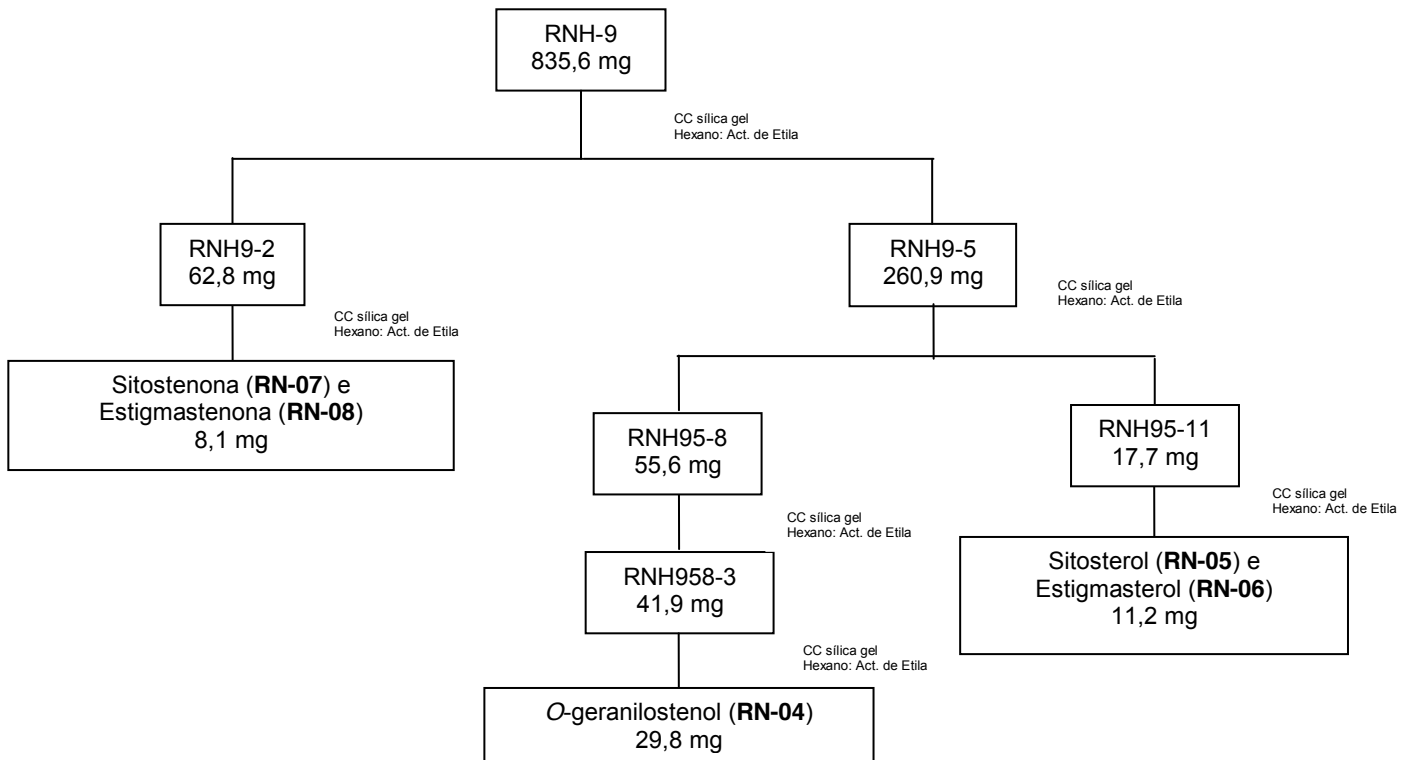 RNH-9
835,6 mg
CC sílica gel
Hexano: Act. de Etila
RNH9-2
62,8 mg
RNH9-5
260,9 mg
CC sílica gel
Hexano: Act. de Etila
CC sílica gel
Hexano: Act. de Etila
Sitostenona (RN-07) e
Estigmastenona (RN-08)
8,1 mg
RNH95-8
55,6 mg
RNH95-11
17,7 mg
CC sílica gel
Hexano: Act. de Etila
CC sílica gel
Hexano: Act. de Etila
RNH958-3
41,9 mg
Sitosterol (RN-05) e
Estigmasterol (RN-06)
11,2 mg
CC sílica gel
Hexano: Act. de Etila
O-geranilostenol (RN-04)
29,8 mg